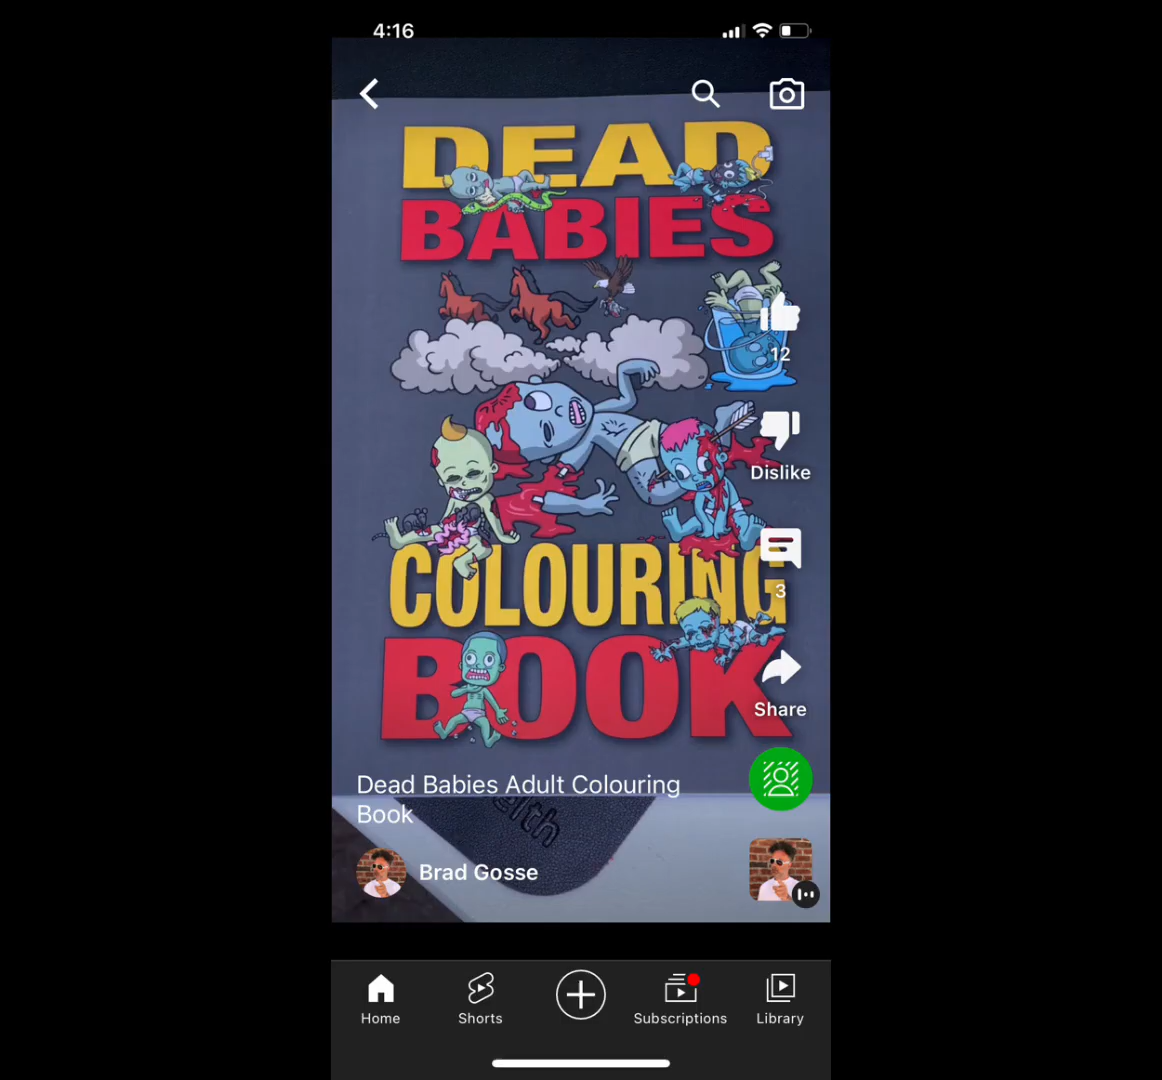 4:16
DEAD
BABIES
12
Dislike
COLOURING
3
BOOK
Share
Dead Babies Adult Colouring
Book
Brad Gosse
Home
Shorts
Subscriptions
Library